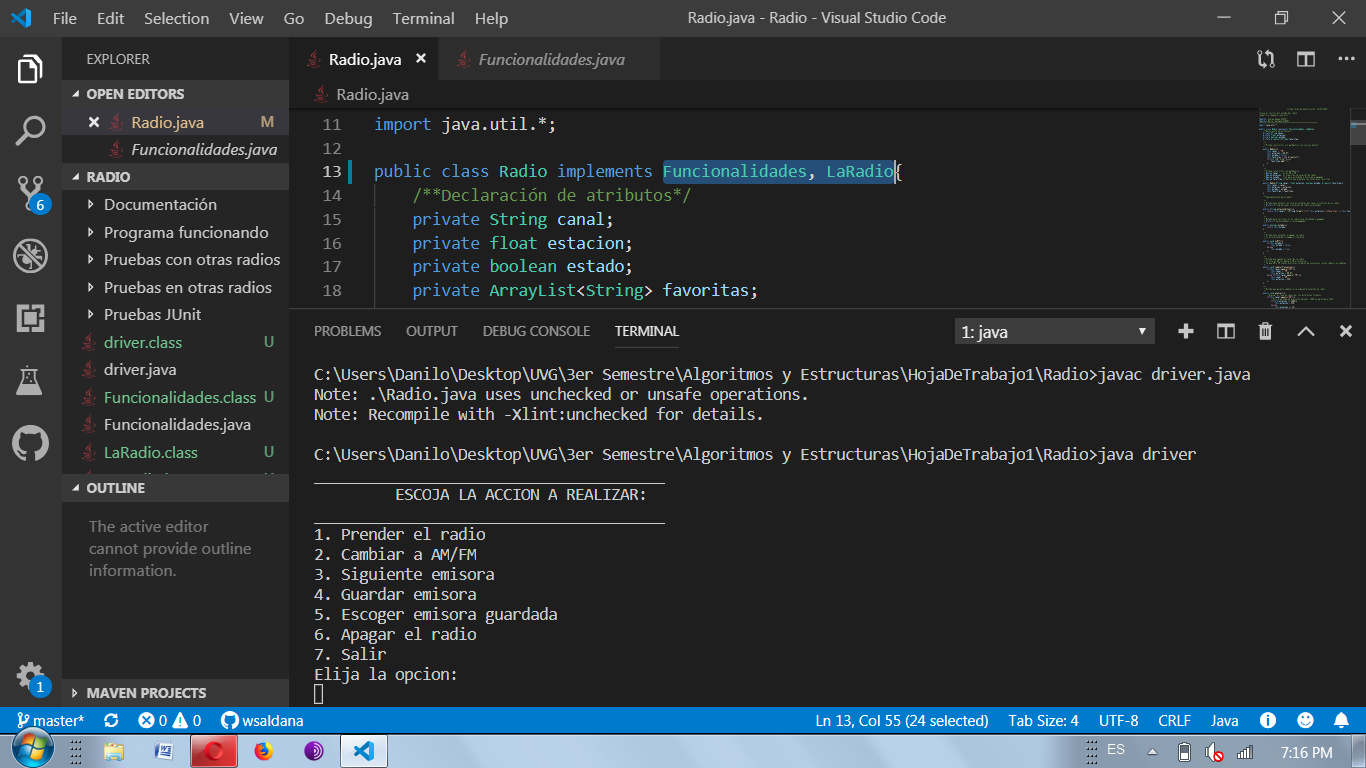 File Edit Selection View Go Debug Terminal Help
Radio.java - Radio - Visual Studio Code
EXPLORER
OPEN EDITORS
Radio.java M
Funcionalidades.java
RADIO
Documentación
Programa funcionando
Pruebas con otras radios
Pruebas en otras radios
Pruebas JUnit
driver.class U
driver.java
Funcionalidades.class U
Funcionalidades.java
LaRadio.class U
OUTLINE
The active editor
cannot provide outline
information.
MAVEN PROJECTS
6
1
Radio.java
Funcionalidades.java
Radio.java
11 import java.util.*;
12
13 public class Radio implements Funcionalidades, LaRadio{
14 /**Declaración de atributos*/
15 private String canal;
16 private float estacion;
17 private boolean estado;
18 private ArrayList<String> favoritas;
PROBLEMS OUTPUT DEBUG CONSOLE TERMINAL
1: java
C:\Users\Danilo\Desktop\UVG\3er Semestre\Algoritmos y Estructuras\HojaDeTrabajo1\Radio>javac driver.java
Note: .\Radio.java uses unchecked or unsafe operations.
Note: Recompile with -Xlint:unchecked for details.
C:\Users\Danilo\Desktop\UVG\3er Semestre\Algoritmos y Estructuras\HojaDeTrabajo1\Radio>java driver
_______________________________________
ESCOJA LA ACCION A REALIZAR:
_______________________________________
1. Prender el radio
2. Cambiar a AM/FM
3. Siguiente emisora
4. Guardar emisora
5. Escoger emisora guardada
6. Apagar el radio
7. Salir
Elija la opcion:
master* 0 0 wsaldana
Ln 13, Col 55 (24 selected) Tab Size: 4 UTF-8 CRLF Java
ES 7:16 PM